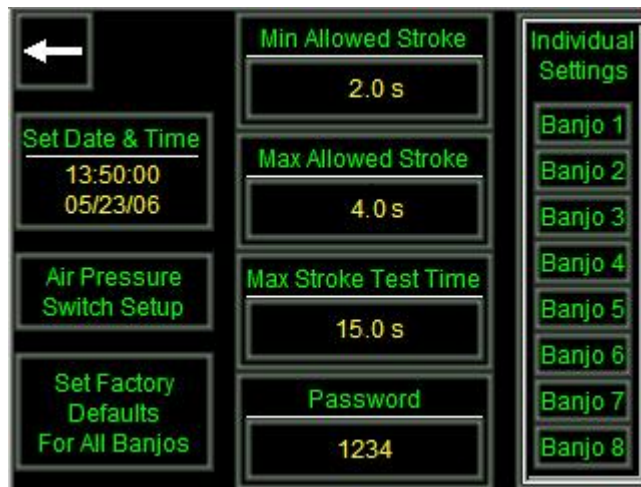 Set Date & Time
13:50:00
05/23/06
Air Pressure
Switch Setup
Set Factory
Defaults
For All Banjos
Min Allowed Stroke
2.0 s
Max Allowed Stroke
4.0 s
Max Stroke Test Time
15.0 s
Password
1234
Individual
Settings
Banjo 1
Banjo 2
Banjo 3
Banjo 4
Banjo 5
Banjo 6
Banjo 7
Banjo 8